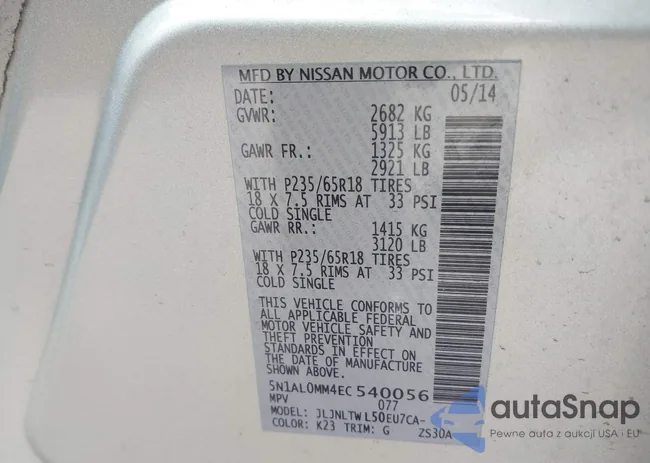 MFD BY NISSAN MOTOR CO., LTD.
DATE: 05/14
GVWR: 2682 KG
5913 LB
GAWR FR.: 1325 KG
2921 LB
WITH P235/65R18 TIRES
18 X 7.5 RIMS AT 33 PSI
COLD SINGLE
GAWR RR.: 1415 KG
3120 LB
WITH P235/65R18 TIRES
18 X 7.5 RIMS AT 33 PSI
COLD SINGLE
THIS VEHICLE CONFORMS TO
ALL APPLICABLE FEDERAL
MOTOR VEHICLE SAFETY AND
THEFT PREVENTION
STANDARDS IN EFFECT ON
THE DATE OF MANUFACTURE
SHOWN ABOVE.
5N1AL0MM4EC540056
MPV 077
MODEL: JLJNLTWL50EU7CA-
COLOR: K23 TRIM: G 2S30A
autaSnap
Pewne auta z aukcji USA i EU